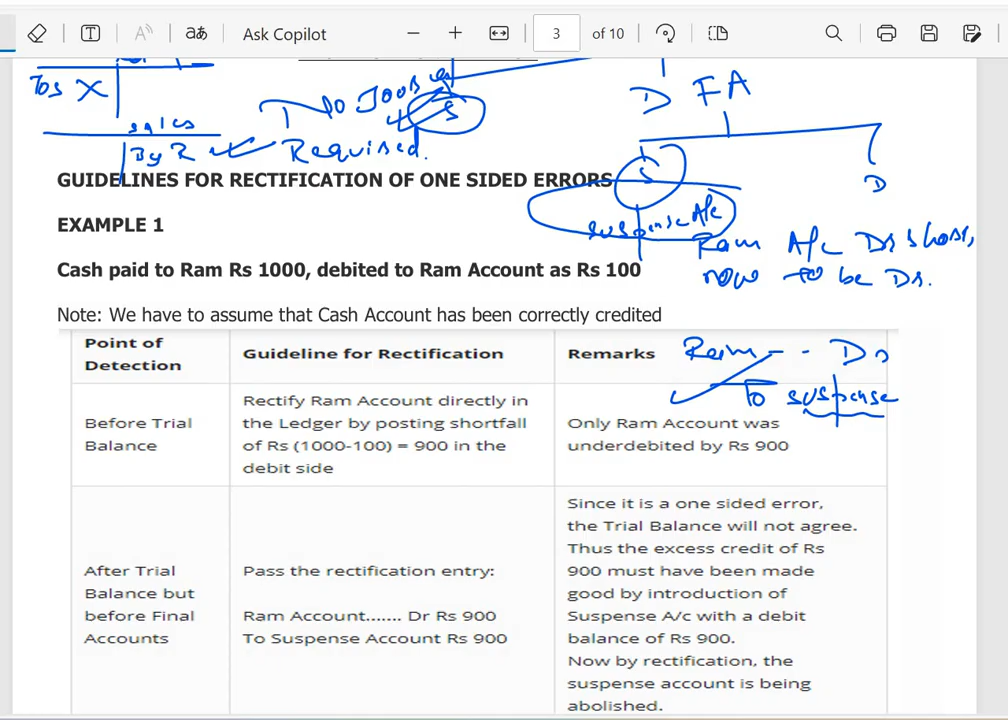 Ask Copilot
3 of 10
D FA
Required.
sales
By R
S
D
GUIDELINES FOR RECTIFICATION OF ONE SIDED ERRORS
S
EXAMPLE 1
suspense A/c
Ram A/c Dr short,
Cash paid to Ram Rs 1000, debited to Ram Account as Rs 100
now to be Dr.
Note: We have to assume that Cash Account has been correctly credited
Point of Detection
Guideline for Rectification
Remarks
Ram - - Dr
To suspense
Before Trial
Balance
Rectify Ram Account directly in
the Ledger by posting shortfall
of Rs (1000-100) = 900 in the
debit side
Only Ram Account was
underdebited by Rs 900
After Trial
Balance but
before Final
Accounts
Pass the rectification entry:
Ram Account....... Dr Rs 900
To Suspense Account Rs 900
Since it is a one sided error,
the Trial Balance will not agree.
Thus the excess credit of Rs
900 must have been made
good by introduction of
Suspense A/c with a debit
balance of Rs 900.
Now by rectification, the
suspense account is being
abolished.